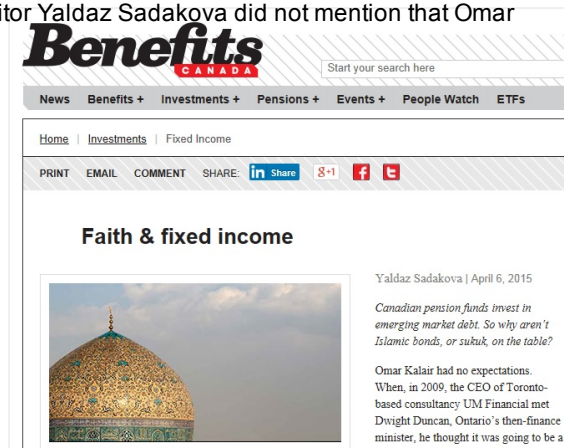 itor Yaldaz Sadakova did not mention that Omar
Benefits
CANADA
Start your search here
News Benefits + Investments + Pensions + Events + People Watch ETFs
Home | Investments | Fixed Income
PRINT EMAIL COMMENT SHARE: in Share g+1 f t
Faith & fixed income
Yaldaz Sadakova | April 6, 2015
Canadian pension funds invest in
emerging market debt. So why aren't
Islamic bonds, or sukuk, on the table?
Omar Kalair had no expectations.
When, in 2009, the CEO of Toronto-
based consultancy UM Financial met
Dwight Duncan, Ontario's then-finance
minister, he thought it was going to be a